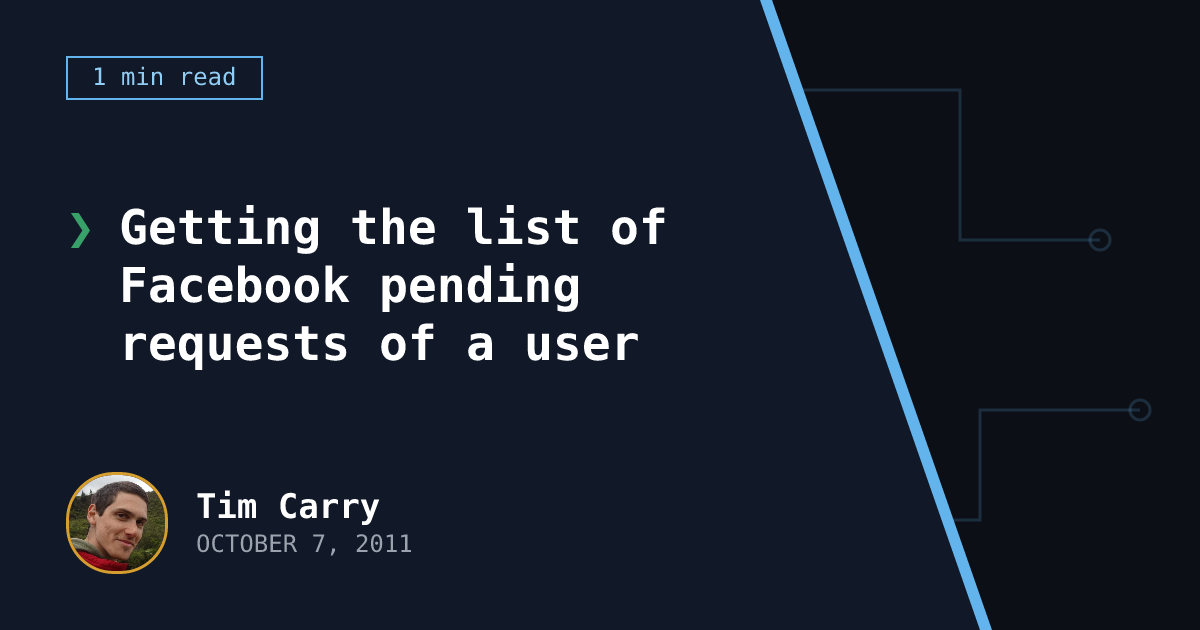 1 min read
❯ Getting the list of
Facebook pending
requests of a user
Tim Carry
OCTOBER 7, 2011